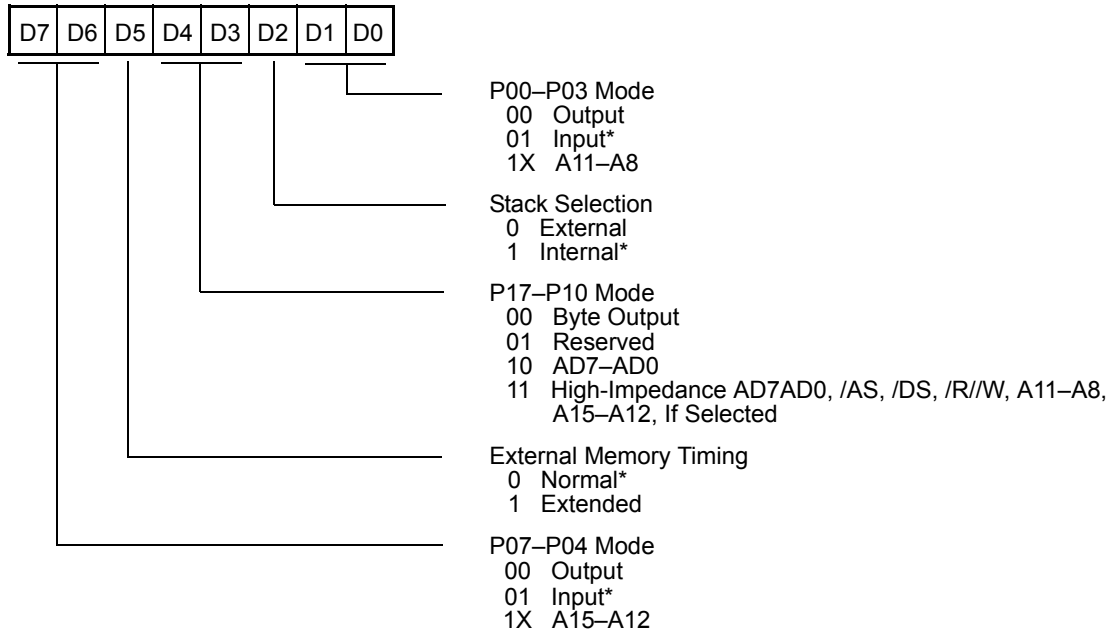 D7 D6 D5 D4 D3 D2 D1 D0
P00–P03 Mode
00 Output
01 Input*
1X A11–A8
Stack Selection
0 External
1 Internal*
P17–P10 Mode
00 Byte Output
01 Reserved
10 AD7–AD0
11 High-Impedance AD7AD0, /AS, /DS, /R//W, A11–A8,
A15–A12, If Selected
External Memory Timing
0 Normal*
1 Extended
P07–P04 Mode
00 Output
01 Input*
1X A15–A12